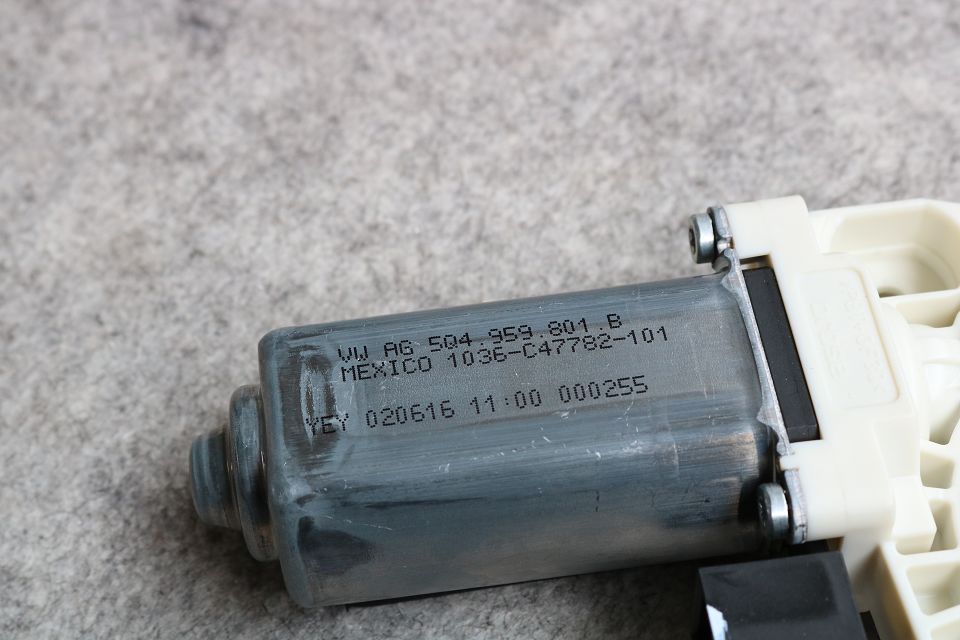 VW AG 5Q4.959.801.B
MEXICO 1036-C47782-101
YEY 020616 11:00 000255